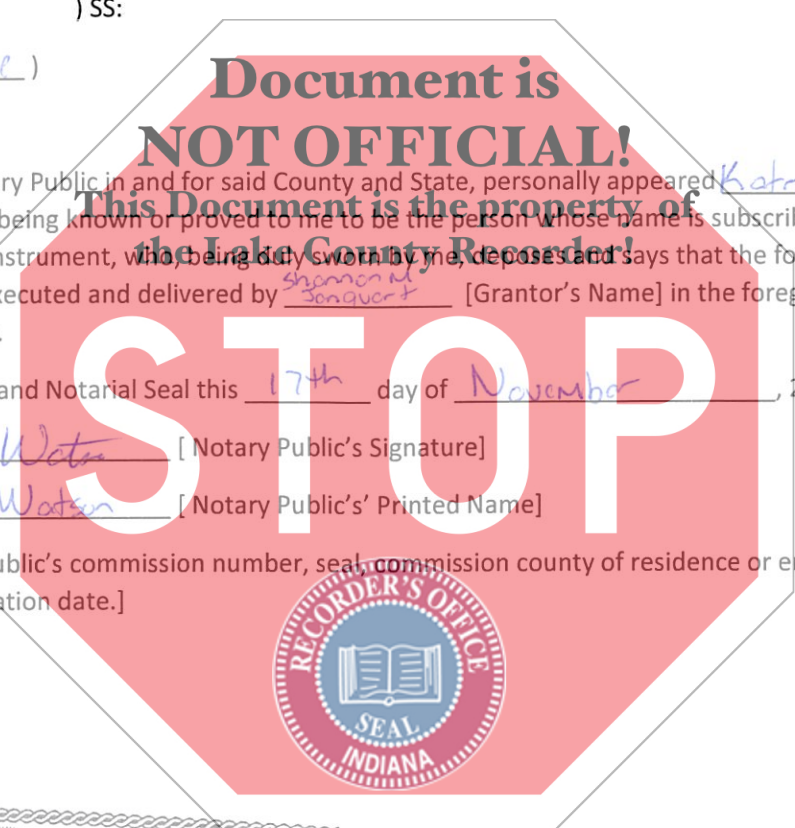 ) SS:
)
Document is
NOT OFFICIAL!
ry Public in and for said County and State, personally appeared
This Document is the property of
being known or proved to me to be the person whose name is subscri
the Lake County Recorder!
nstrument, who, being duly sworn by me, deposes and says that the fo
Shannon M
xecuted and delivered by Jonquart [Grantor's Name] in the foreg
STOP
and Notarial Seal this 17th day of November, 2
Watson [ Notary Public's Signature]
Watson [ Notary Public's' Printed Name]
ublic's commission number, seal, commission county of residence or e
ation date.]
RECORDER'S OFFICE
SEAL
INDIANA